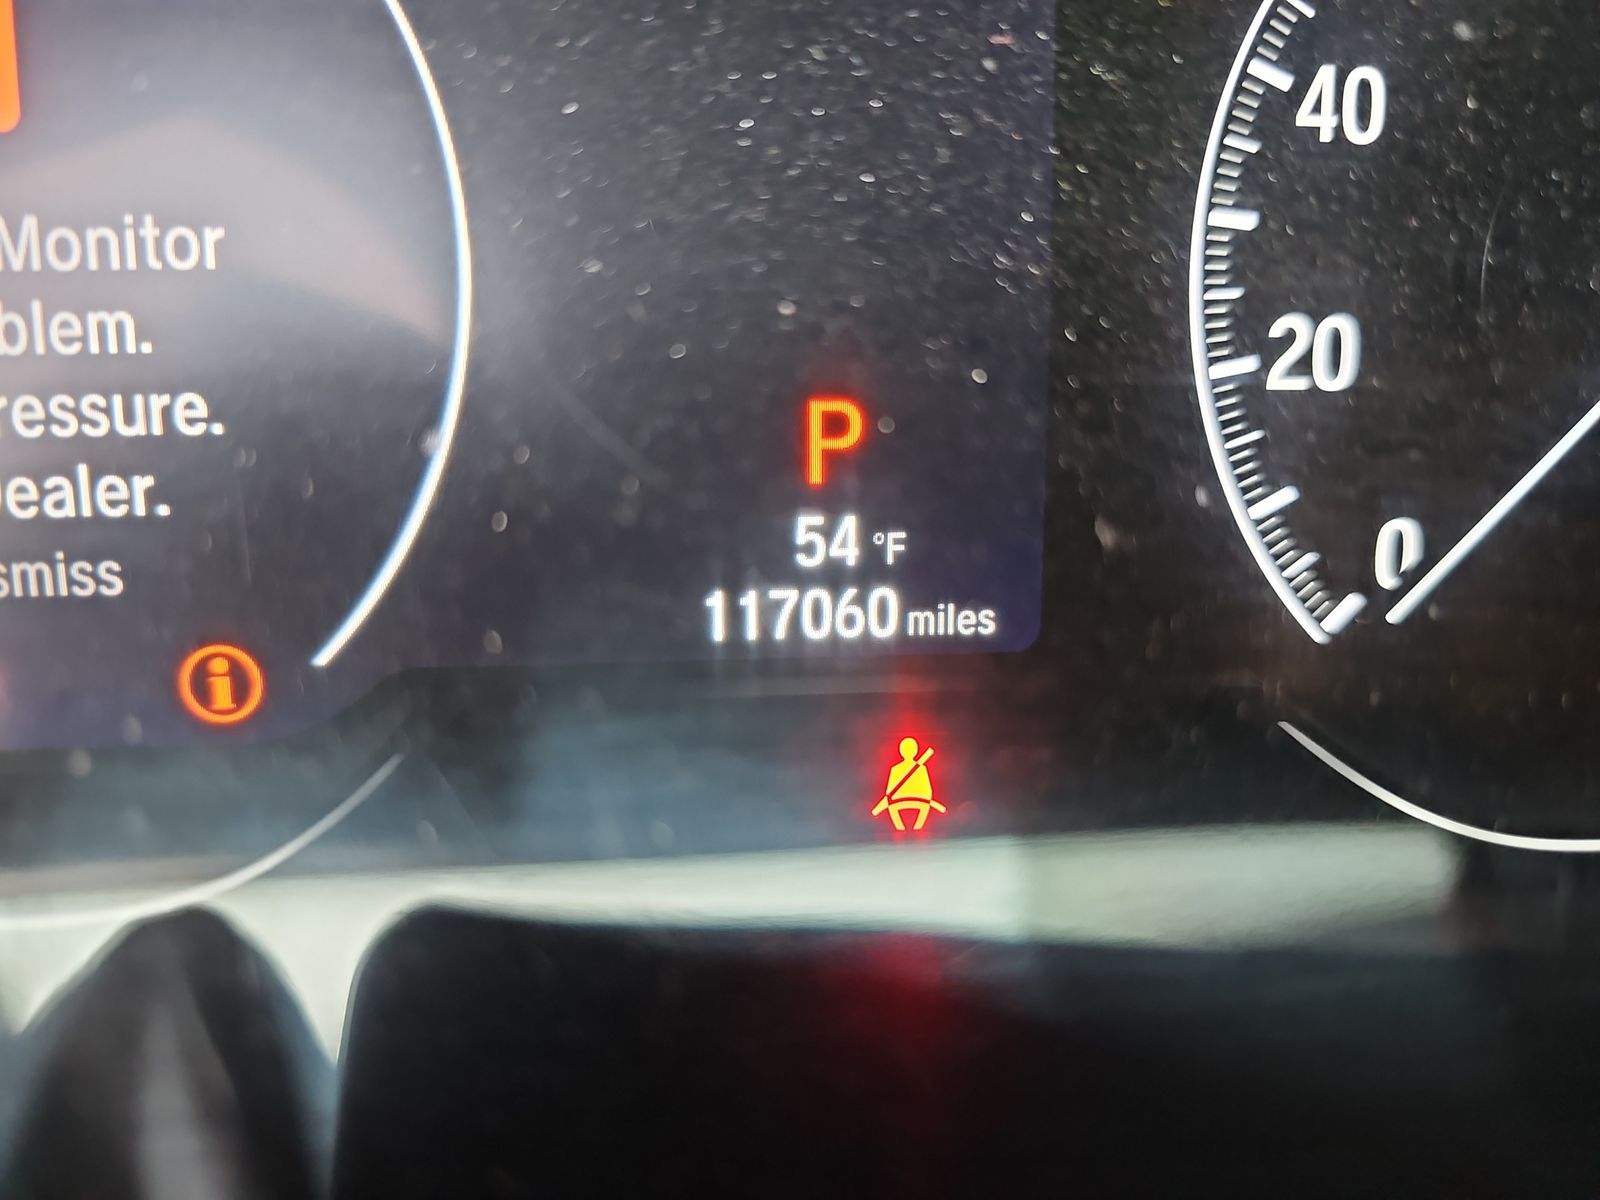 Monitor
blem.
ressure.
ealer.
smiss
i
P
54 °F
117060 miles
40
20
0